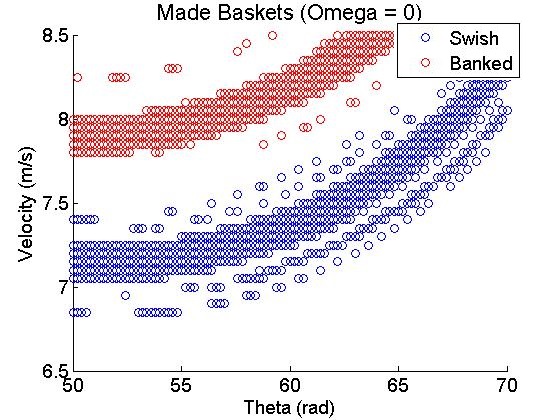 Made Baskets (Omega = 0)
8.5
Swish
Banked
8
Velocity (m/s)
7.5
7
6.5
50
55
60
65
70
Theta (rad)